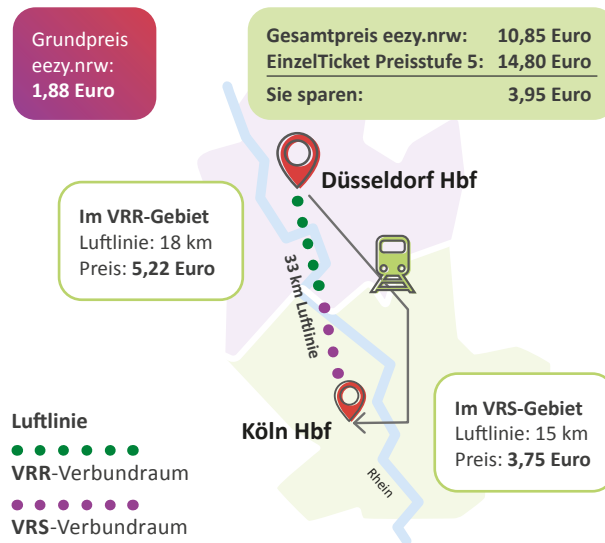 Grundpreis
eezy.nrw:
1,88 Euro
Gesamtpreis eezy.nrw: 10,85 Euro
EinzelTicket Preisstufe 5: 14,80 Euro
Sie sparen: 3,95 Euro
Düsseldorf Hbf
Im VRR-Gebiet
Luftlinie: 18 km
Preis: 5,22 Euro
33 km Luftlinie
Köln Hbf
Im VRS-Gebiet
Luftlinie: 15 km
Preis: 3,75 Euro
Rhein
Luftlinie
VRR-Verbundraum
VRS-Verbundraum